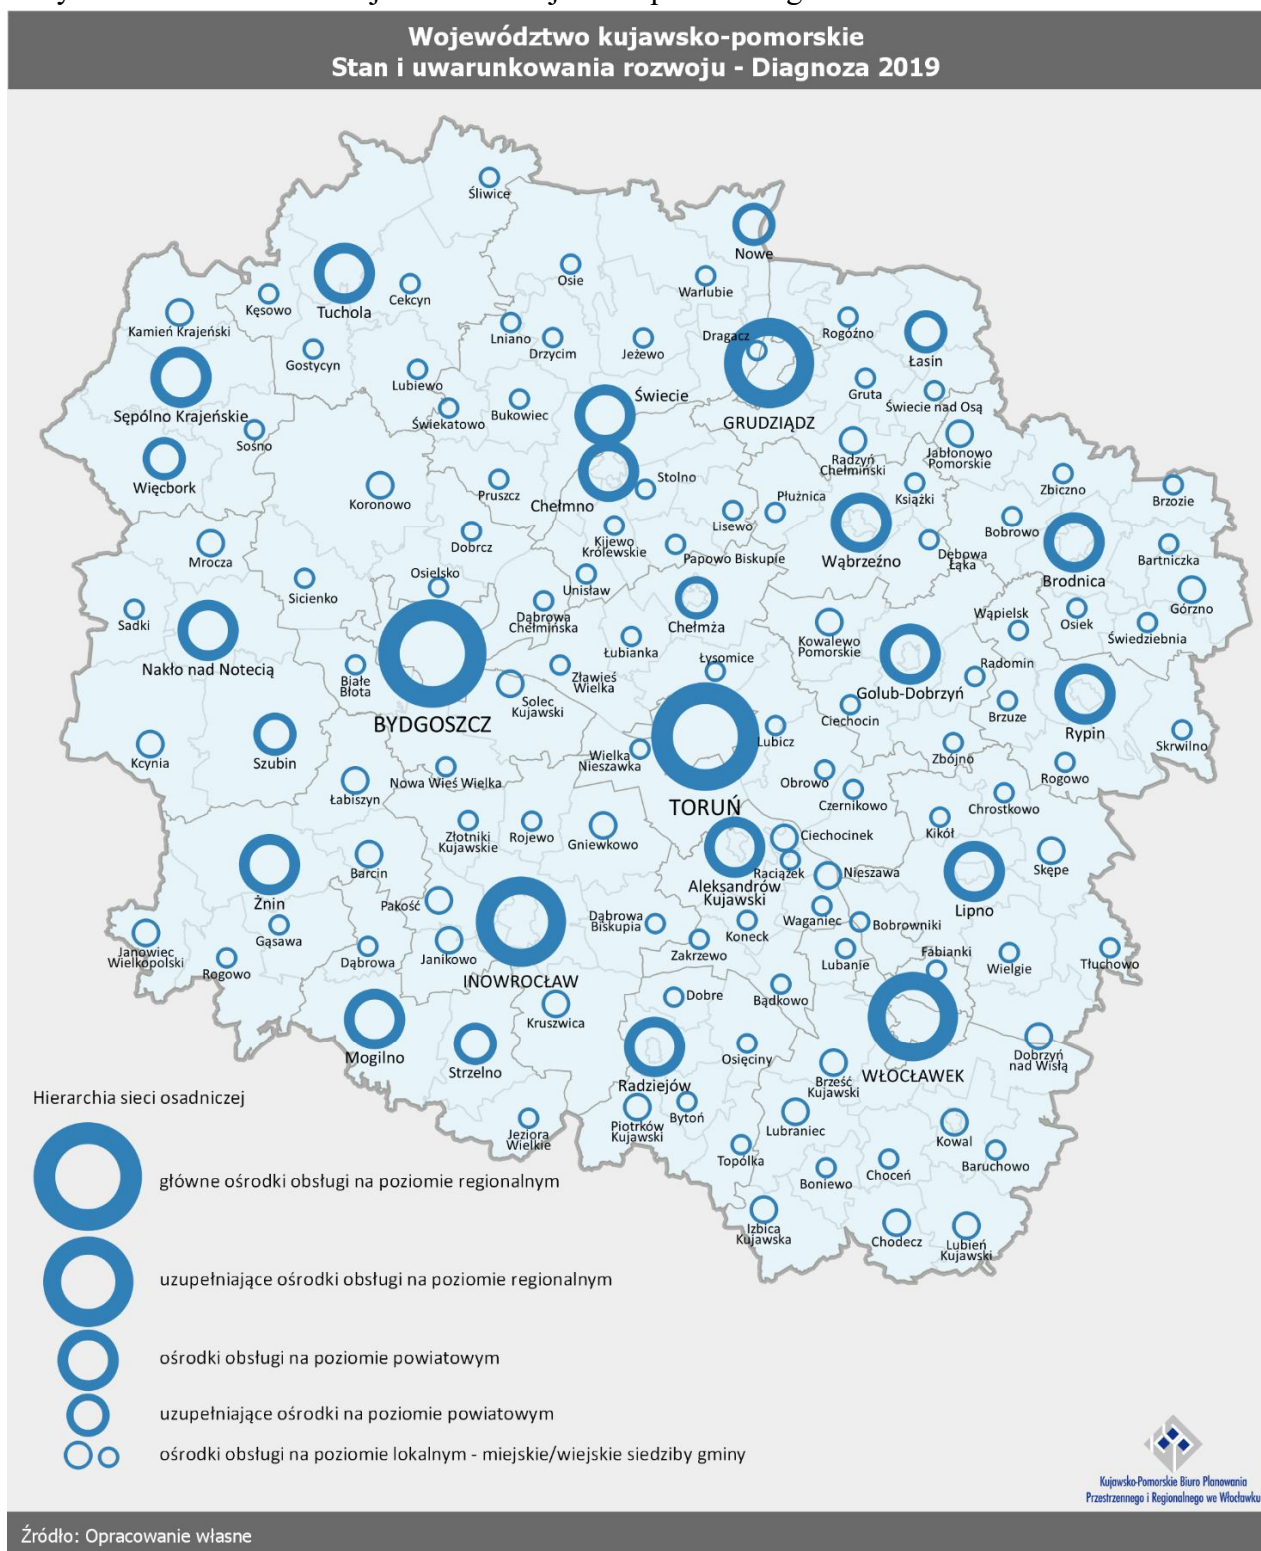 Województwo kujawsko-pomorskie
Stan i uwarunkowania rozwoju - Diagnoza 2019
Śliwice
Nowe
Osie
Warlubie
Tuchola
Cekcyn
Kęsowo
Kamień Krajeński
Lniano
Drzycim
Jeżewo
Dragacz
Rogóźno
Łasin
Gostycyn
Lubiewo
Sępólno Krajeńskie
Świecie
Bukowiec
Świekatowo
GRUDZIĄDZ
Gruta
Świecie nad Osą
Sośno
Radzyń
Chełmiński
Jabłonowo
Pomorskie
Więcbork
Koronowo
Pruszcz
Chełmno
Stolno
Płużnica
Książki
Zbiczno
Brzozie
Mrocza
Dobrcz
Kijewo
Królewskie
Lisewo
Papowo Biskupie
Wąbrzeźno
Dębowa
Łąka
Bobrowo
Brodnica
Bartniczka
Sicienko
Osielsko
Unisław
Górzno
Sadki
Dąbrowa
Chełmińska
Chełmża
Kowalewo
Pomorskie
Wąpielsk
Osiek
Świedziebnia
Nakło nad Notecią
Białe
Błota
Łubianka
Zławieś
Wielka
Łysomice
Golub-Dobrzyń
Radomin
BYDGOSZCZ
Solec
Kujawski
Ciechocin
Brzuze
Rypin
Kcynia
Szubin
Wielka
Nieszawka
Lubicz
Zbójno
Skrwilno
Łabiszyn
Nowa Wieś Wielka
Obrowo
Czernikowo
Rogowo
TORUŃ
Chrostkowo
Złotniki
Kujawskie
Rojewo
Gniewkowo
Ciechocinek
Kikół
Barcin
Raciążek
Nieszawa
Skępe
Żnin
Aleksandrów
Kujawski
Lipno
Pakość
Dąbrowa
Biskupia
Waganiec
Bobrowniki
Janowiec
Wielkopolski
Gąsawa
Rogowo
Dąbrowa
Janikowo
Koneck
Zakrzewo
Lubanie
Fabianki
Wielgie
Tłuchowo
INOWROCŁAW
Kruszwica
Dobre
Bądkowo
Mogilno
Strzelno
Osięciny
WŁOCŁAWEK
Dobrzyń
nad Wisłą
Radziejów
Brześć
Kujawski
Jeziora
Wielkie
Piotrków
Kujawski
Bytoń
Lubraniec
Kowal
Topólka
Boniewo
Choceń
Baruchowo
Izbica
Kujawska
Chodecz
Lubień
Kujawski
Hierarchia sieci osadniczej
główne ośrodki obsługi na poziomie regionalnym
uzupełniające ośrodki obsługi na poziomie regionalnym
ośrodki obsługi na poziomie powiatowym
uzupełniające ośrodki na poziomie powiatowym
ośrodki obsługi na poziomie lokalnym - miejskie/wiejskie siedziby gminy
Kujawsko-Pomorskie Biuro Planowania
Przestrzennego i Regionalnego we Włocławku
Źródło: Opracowanie własne